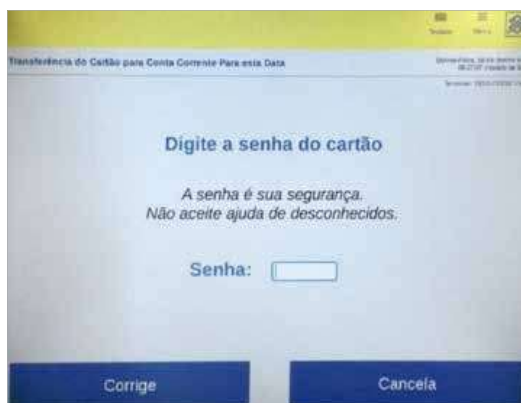 Transferência do Cartão para Conta Corrente Para esta Data
Digite a senha do cartão
A senha é sua segurança.
Não aceite ajuda de desconhecidos.
Senha:
Corrige
Cancela